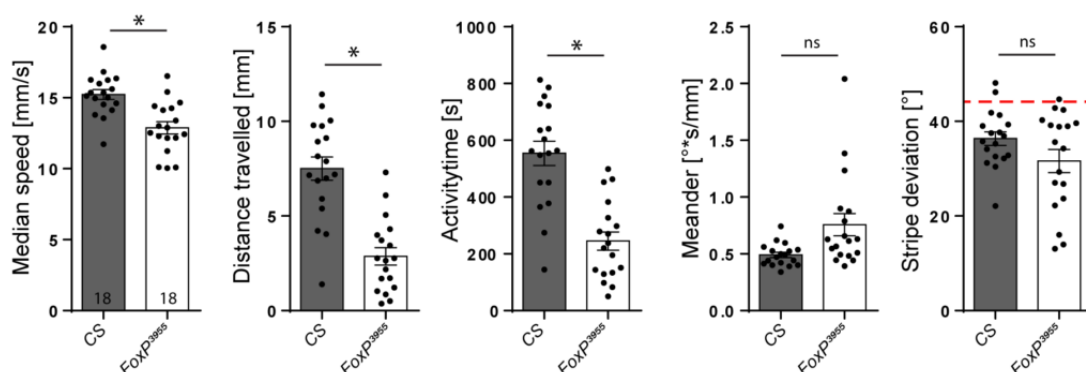 Median speed [mm/s]
20
15
10
5
0
*
18
18
CS
FoxP³⁹⁵⁵
Distance travelled [mm]
15
10
5
0
*
CS
FoxP³⁹⁵⁵
Activitytime [s]
1000
800
600
400
200
0
*
CS
FoxP³⁹⁵⁵
Meander [°*s/mm]
2.5
2.0
1.5
1.0
0.5
0.0
ns
CS
FoxP³⁹⁵⁵
Stripe deviation [°]
60
40
20
0
ns
CS
FoxP³⁹⁵⁵